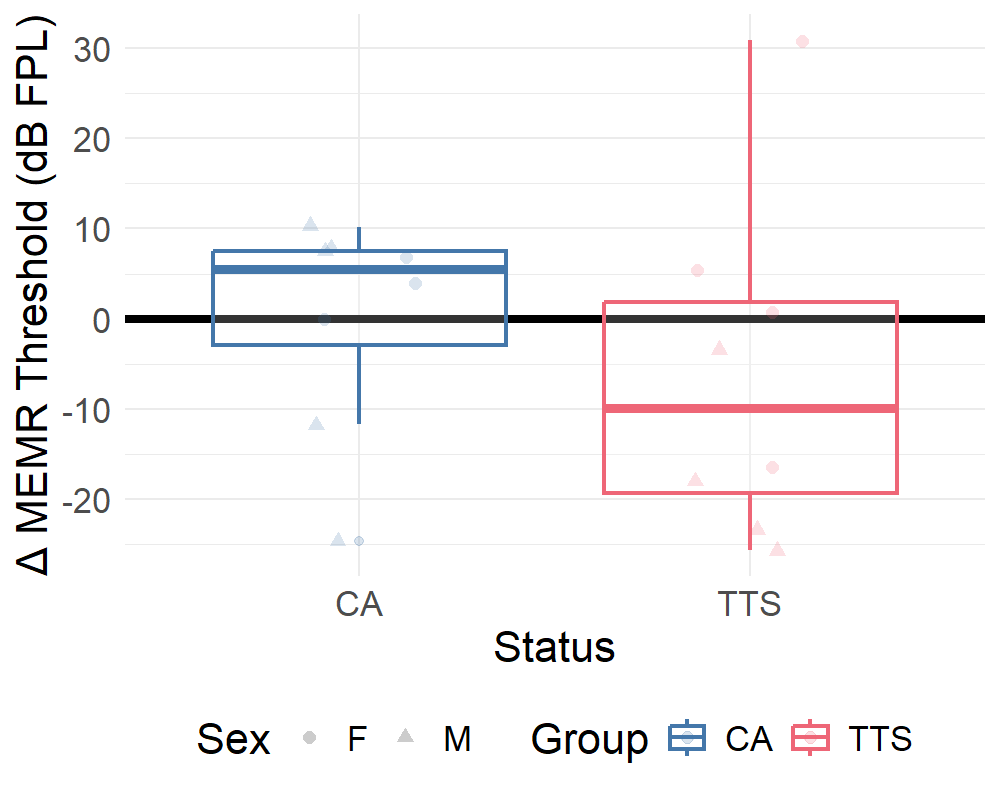 Δ MEMR Threshold (dB FPL)
30
20
10
0
-10
-20
CA TTS
Status
Sex F M Group CA TTS